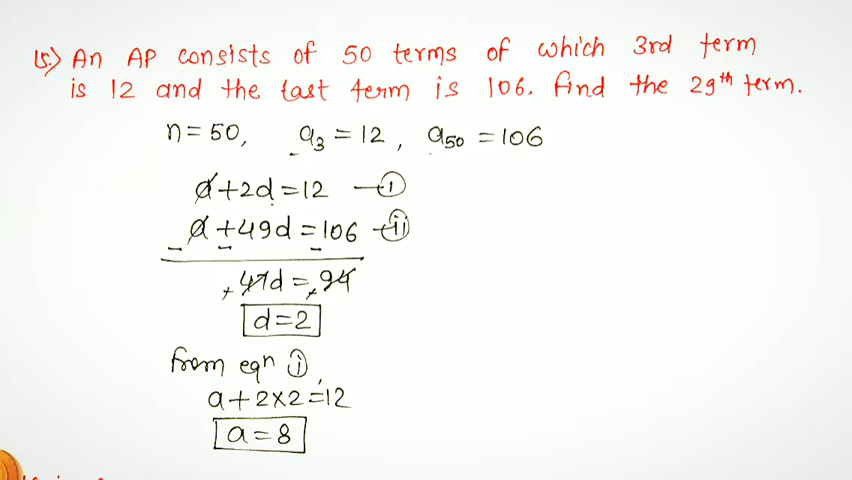 15.) An AP consists of 50 terms of which 3rd term
is 12 and the last term is 106. Find the 29th term.
n = 50, a₃ = 12, a₅₀ = 106
a + 2d = 12 — (i)
a + 49d = 106 — (ii)
- - -
+47d = +94
d = 2
from eqn (i),
a + 2×2 = 12
a = 8